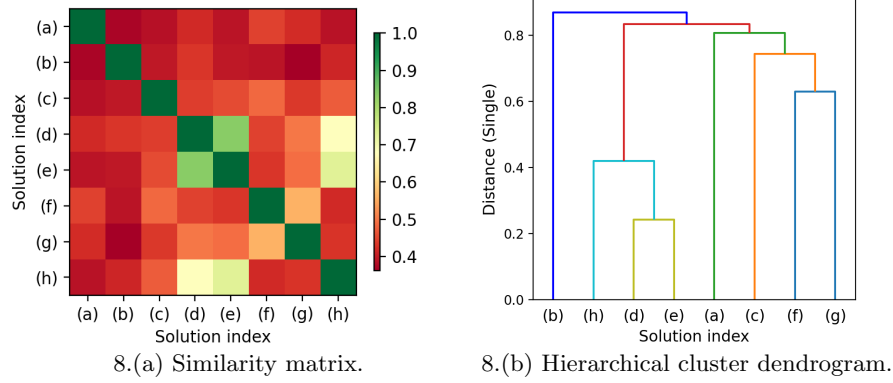 (a)
(b)
(c)
(d)
(e)
(f)
(g)
(h)
Solution index
(a) (b) (c) (d) (e) (f) (g) (h)
Solution index
1.0
0.9
0.8
0.7
0.6
0.5
0.4
8.(a) Similarity matrix.
0.8
0.6
0.4
0.2
0.0
Distance (Single)
(b) (h) (d) (e) (a) (c) (f) (g)
Solution index
8.(b) Hierarchical cluster dendrogram.